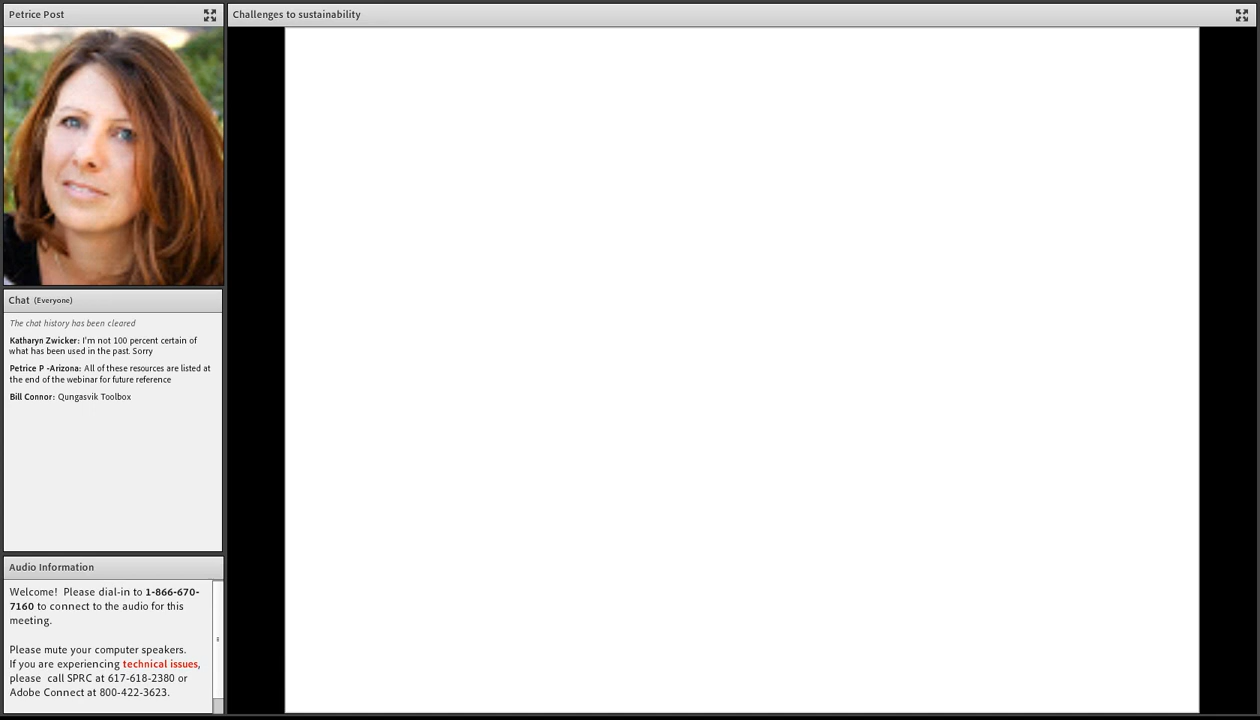 Petrice Post
Challenges to sustainability
Chat (Everyone)
The chat history has been cleared
Katharyn Zwicker: I'm not 100 percent certain of
what has been used in the past. Sorry
Petrice P -Arizona: All of these resources are listed at
the end of the webinar for future reference
Bill Connor: Qungasvik Toolbox
Audio Information
Welcome! Please dial-in to 1-866-670-
7160 to connect to the audio for this
meeting.
Please mute your computer speakers.
If you are experiencing technical issues,
please call SPRC at 617-618-2380 or
Adobe Connect at 800-422-3623.